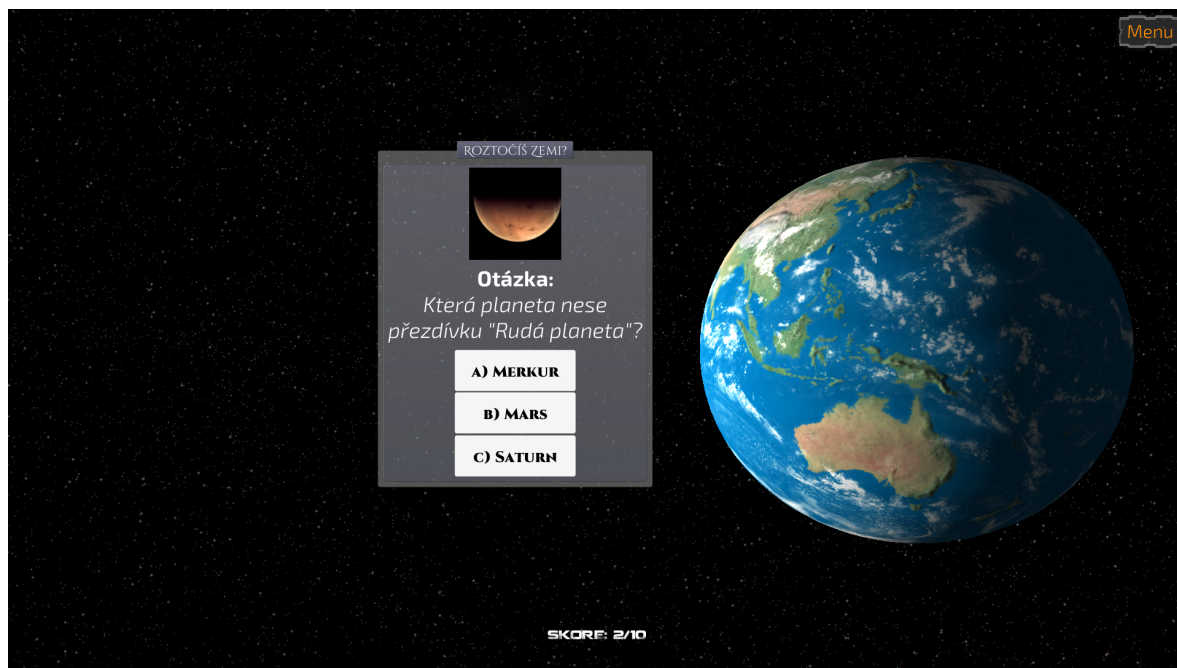 Menu
Roztočíš Zemi?
Otázka:
Která planeta nese
přezdívku "Rudá planeta"?
a) Merkur
b) Mars
c) Saturn
SKORE: 2/10